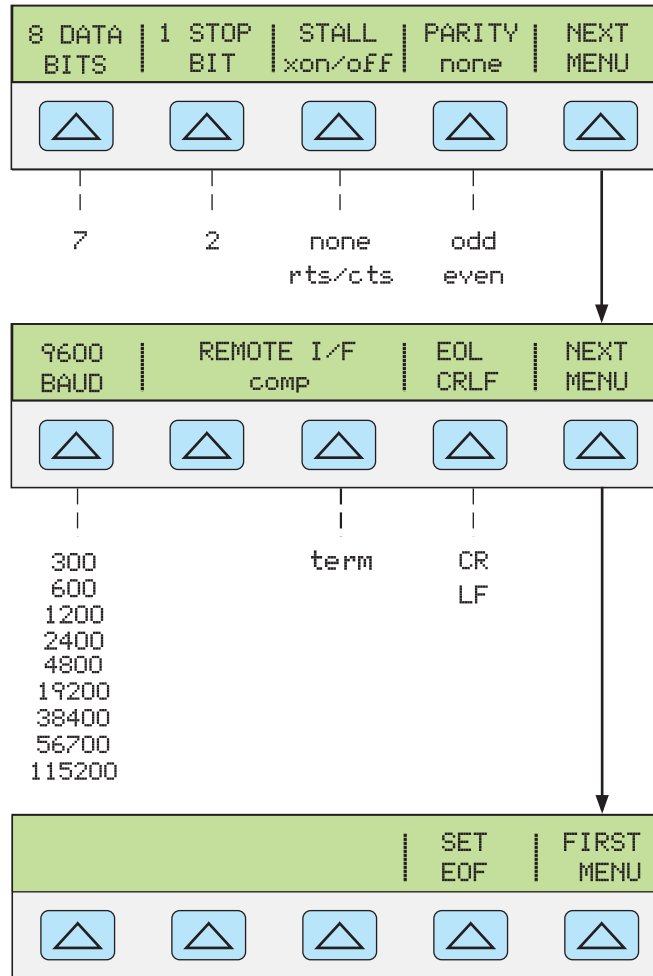 8 DATA BITS 1 STOP BIT STALL xon/off PARITY none NEXT MENU
7 2 none odd
rts/cts even
9600 BAUD REMOTE I/F comp EOL CRLF NEXT MENU
300 term CR
600 LF
1200
2400
4800
19200
38400
56700
115200
SET EOF FIRST MENU